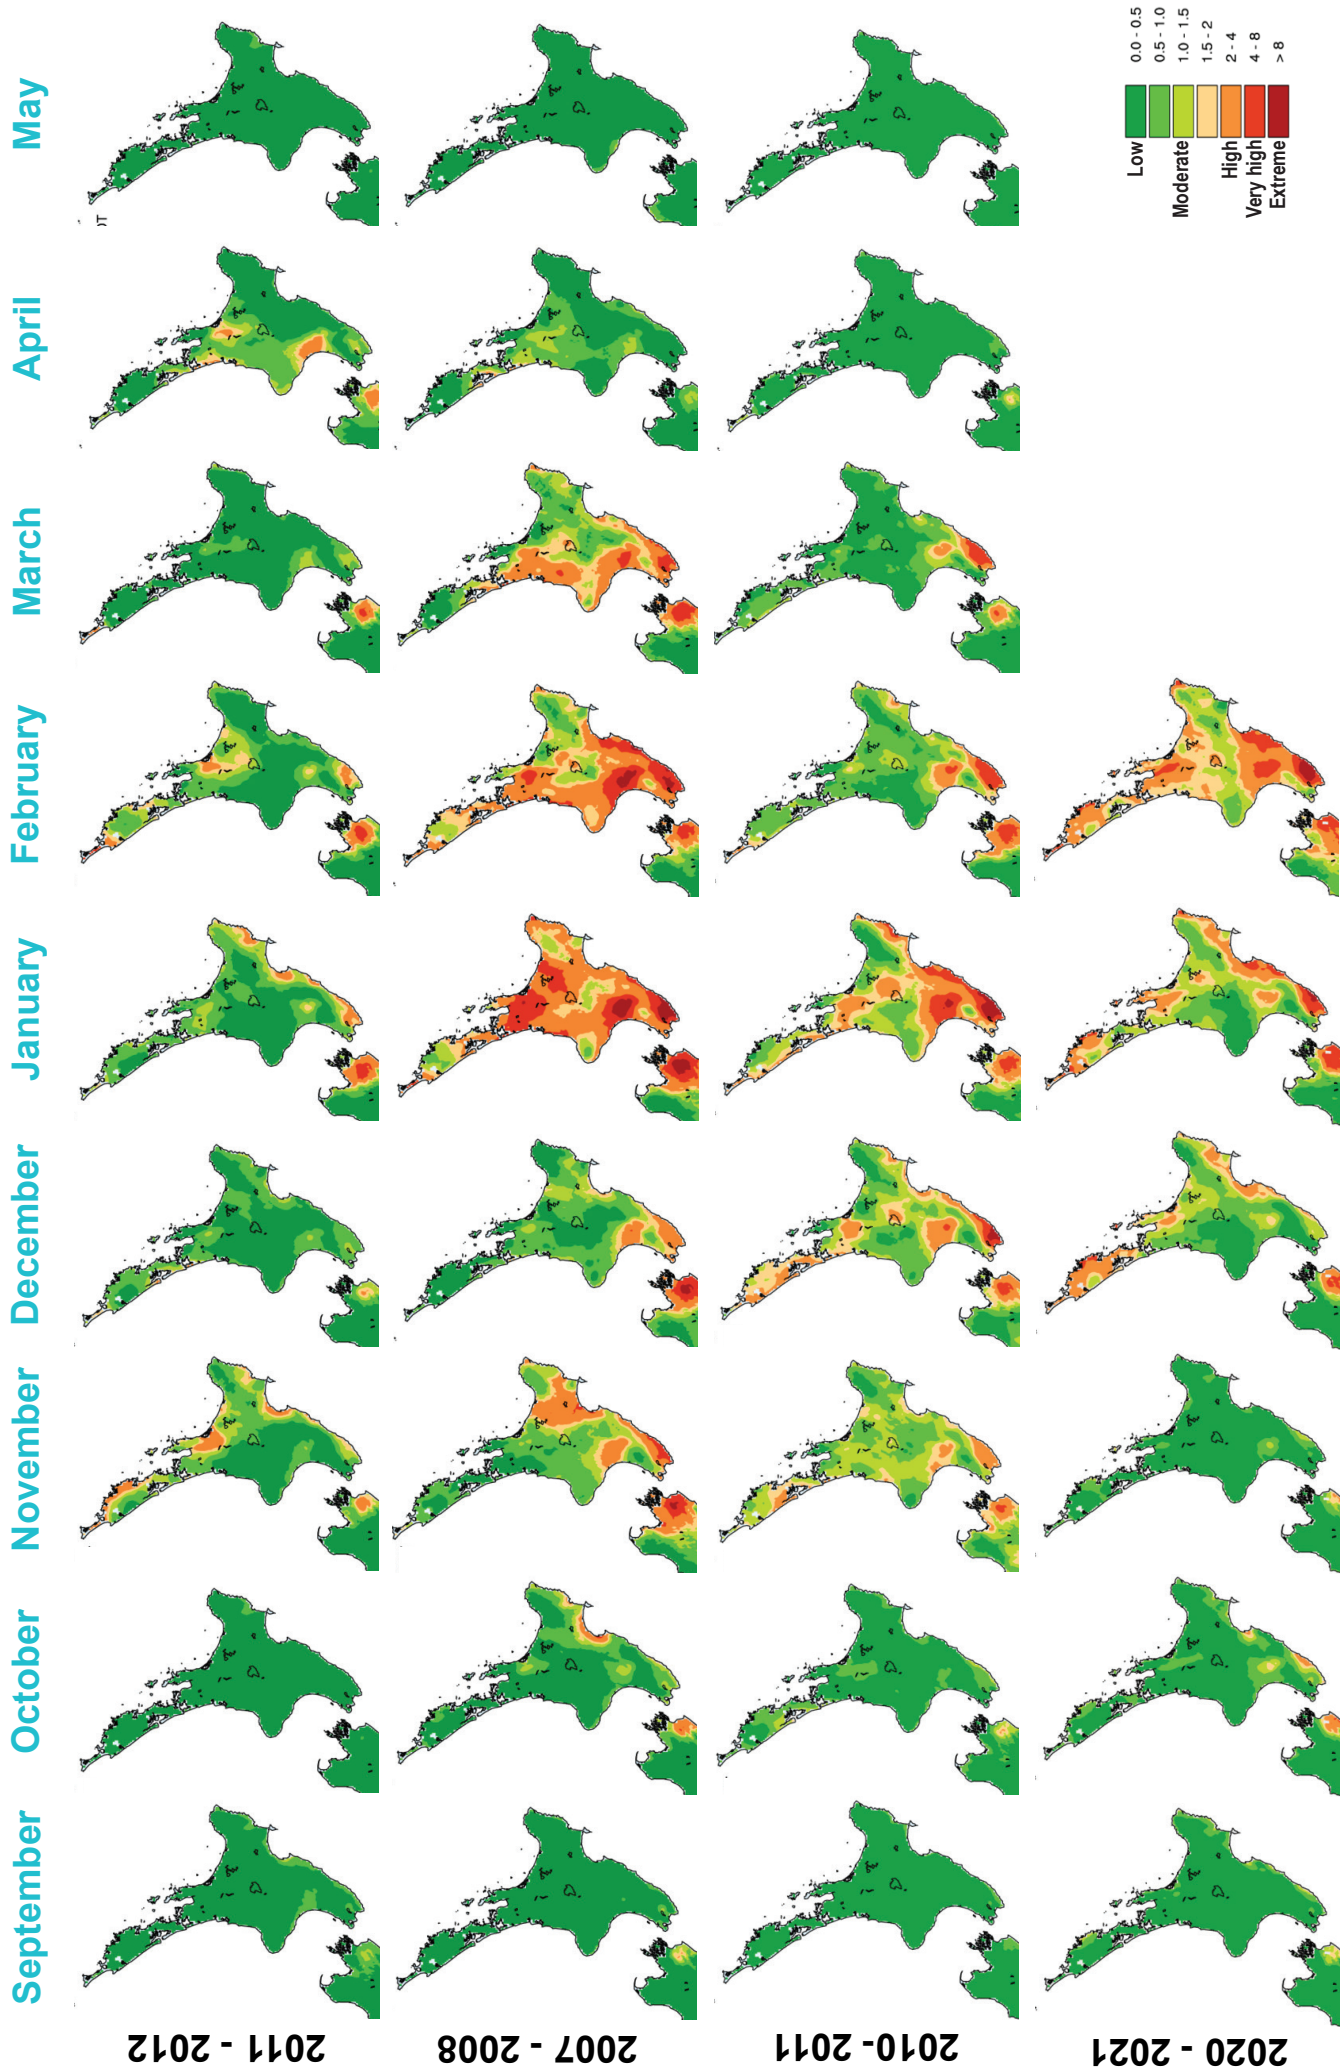 September October November December January February March April May
2011 - 2012
OT
2007 - 2008
2010- 2011
2020 - 2021
Low 0.0 - 0.5
0.5 - 1.0
Moderate 1.0 - 1.5
1.5 - 2
High 2 - 4
Very high 4 - 8
Extreme > 8